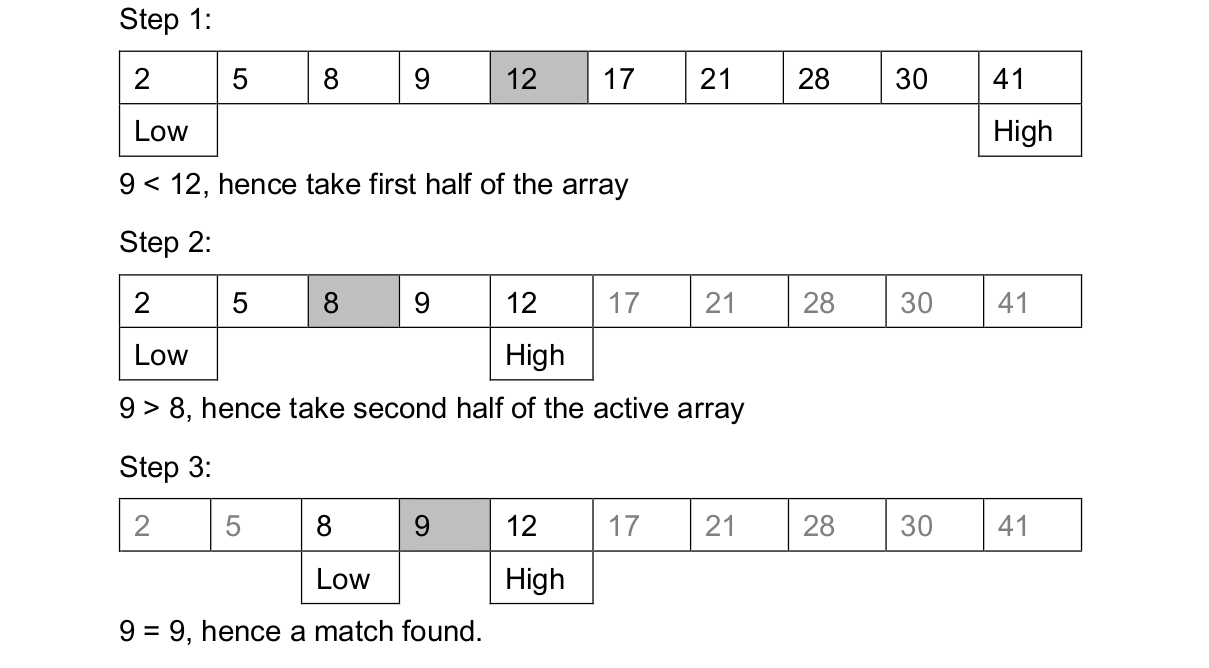 Step 1:
2 5 8 9 12 17 21 28 30 41
Low High
9 < 12, hence take first half of the array
Step 2:
2 5 8 9 12 17 21 28 30 41
Low High
9 > 8, hence take second half of the active array
Step 3:
2 5 8 9 12 17 21 28 30 41
Low High
9 = 9, hence a match found.